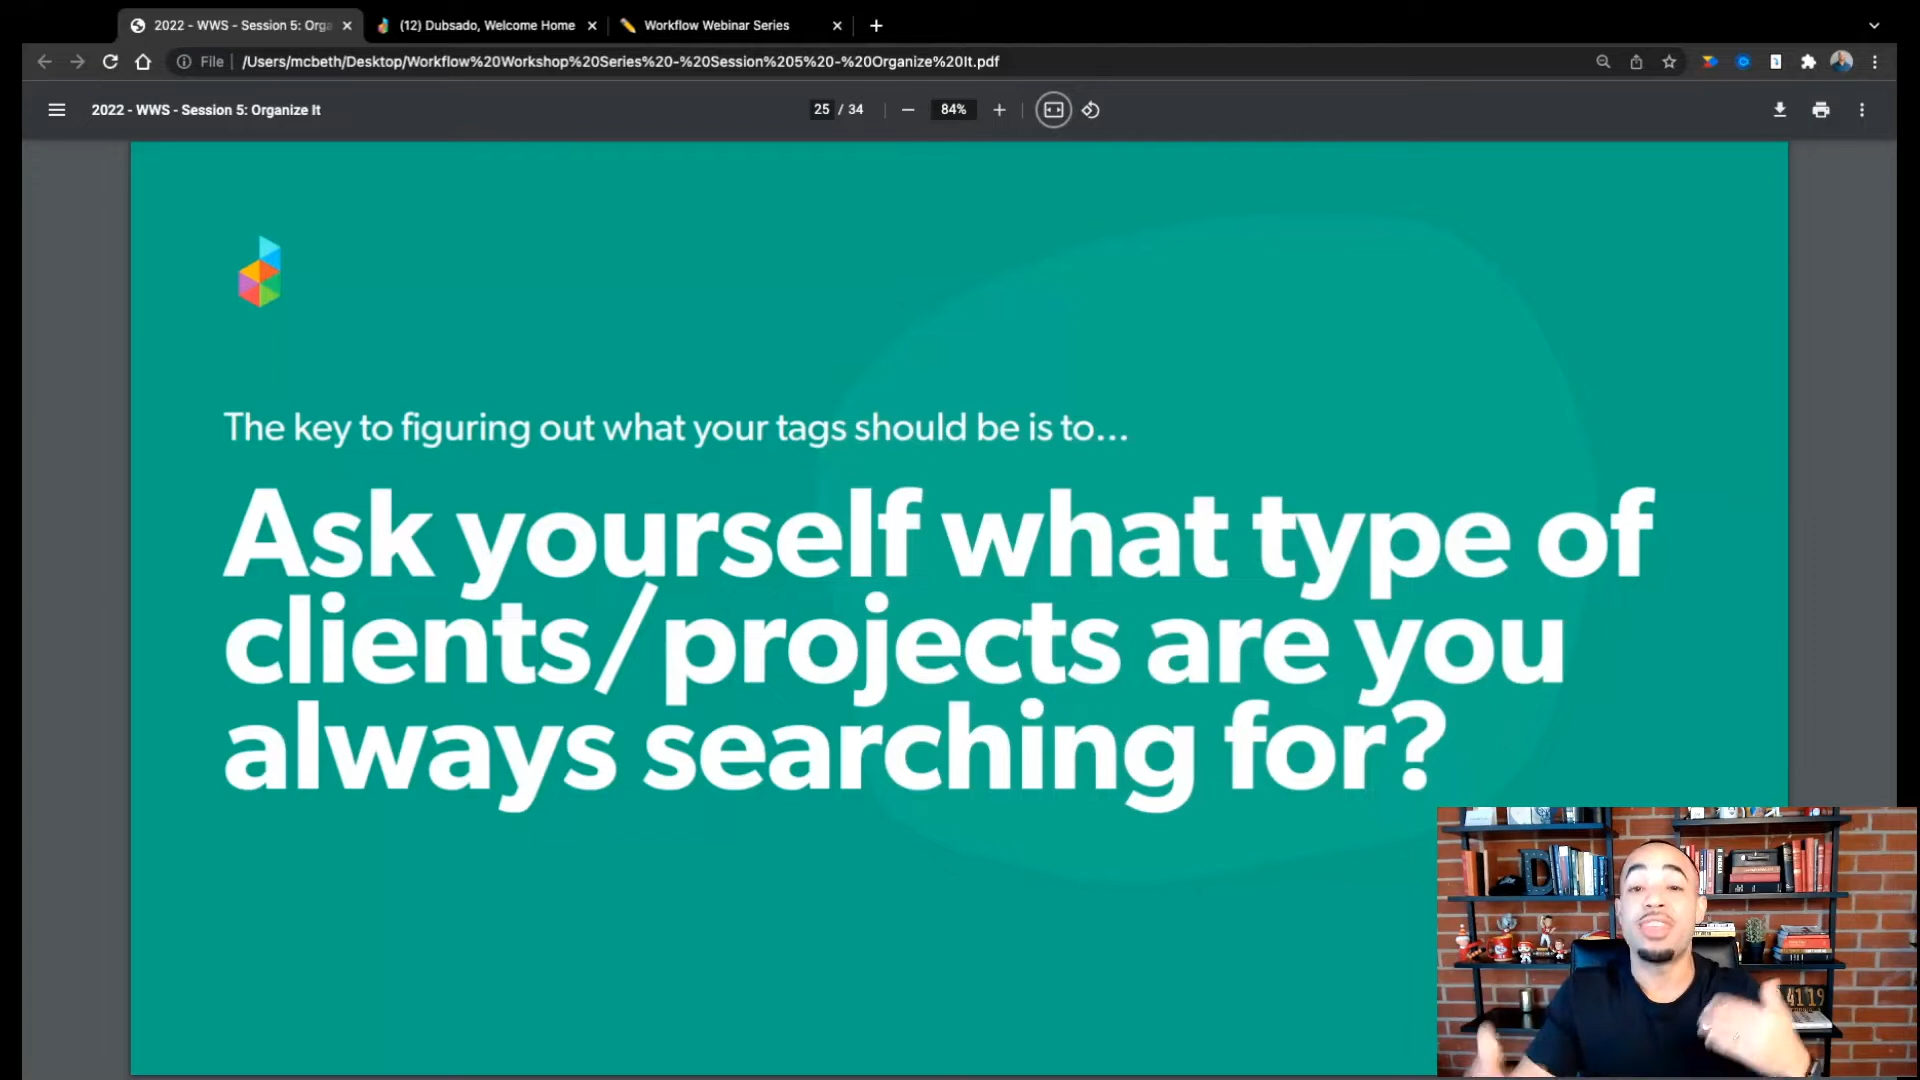 2022 - WWS - Session 5: Orga
(12) Dubsado, Welcome Home
Workflow Webinar Series
File
/Users/mcbeth/Desktop/Workflow%20Workshop%20Series%20-%20Session%205%20-%20Organize%20It.pdf
2022 - WWS - Session 5: Organize It
25 / 34
84%
The key to figuring out what your tags should be is to...
Ask yourself what type of
clients/projects are you
always searching for?
D
4119